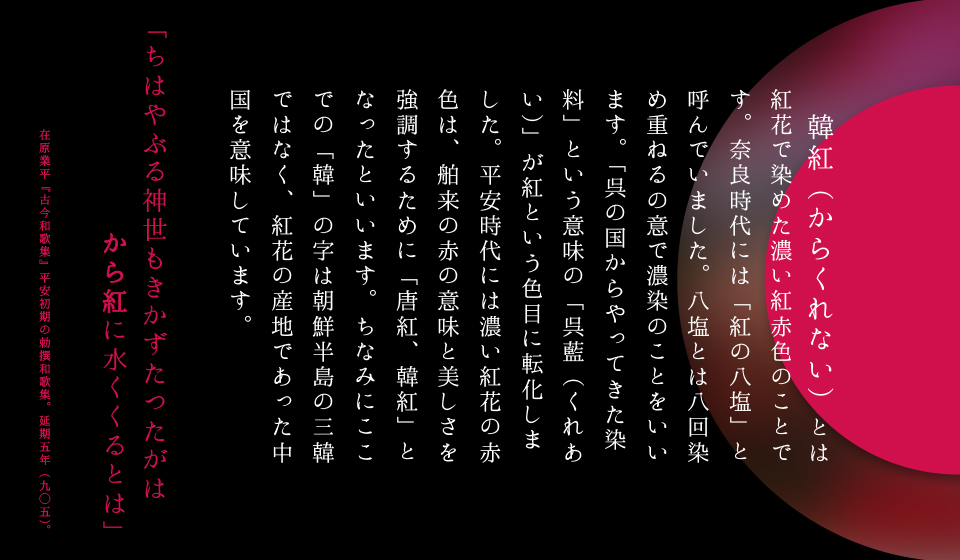 韓紅（からくれない）とは
紅花で染めた濃い紅赤色のことで
す。奈良時代には「紅の八塩」と
呼んでいました。八塩とは八回染
め重ねるの意で濃染のことをいい
ます。「呉の国からやってきた染
料」という意味の「呉藍（くれあ
い）」が紅という色目に転化しま
した。平安時代には濃い紅花の赤
色は、舶来の赤の意味と美しさを
強調するために「唐紅、韓紅」と
なったといいます。ちなみにここ
での「韓」の字は朝鮮半島の三韓
ではなく、紅花の産地であった中
国を意味しています。
「ちはやぶる神世もきかずたつたがは
から紅に水くくるとは」
在原業平『古今和歌集』平安初期の勅撰和歌集。延期五年（九〇五）。